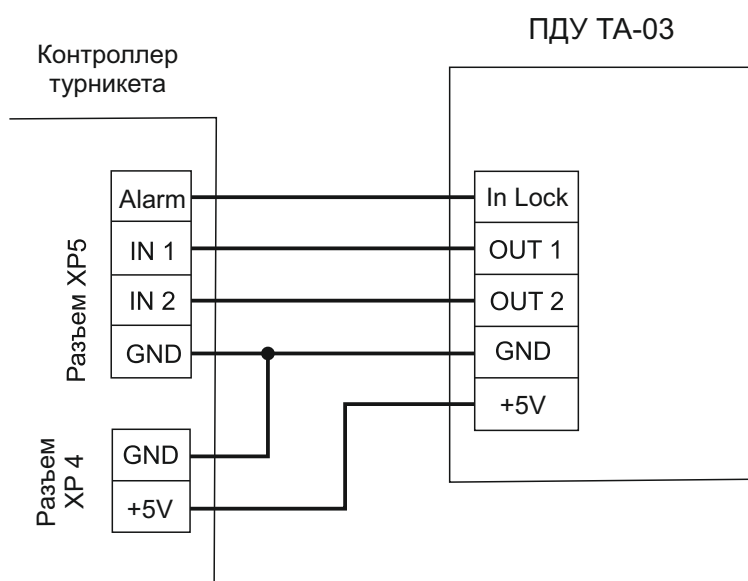 ПДУ ТА-03
Контроллер
турникета
Разъем XP5
Alarm
IN 1
IN 2
GND
In Lock
OUT 1
OUT 2
GND
+5V
Разъем
XP 4
GND
+5V